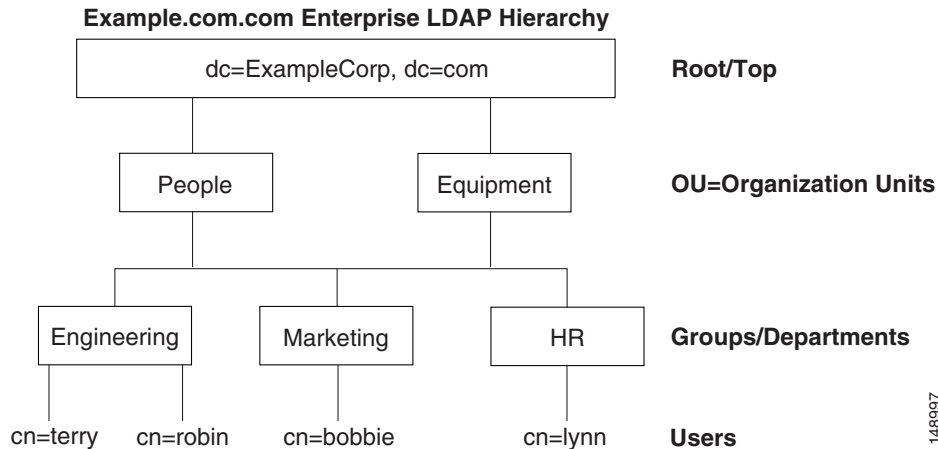 Example.com.com Enterprise LDAP Hierarchy
dc=ExampleCorp, dc=com
Root/Top
People
Equipment
OU=Organization Units
Engineering
Marketing
HR
Groups/Departments
cn=terry
cn=robin
cn=bobbie
cn=lynn
Users
148997